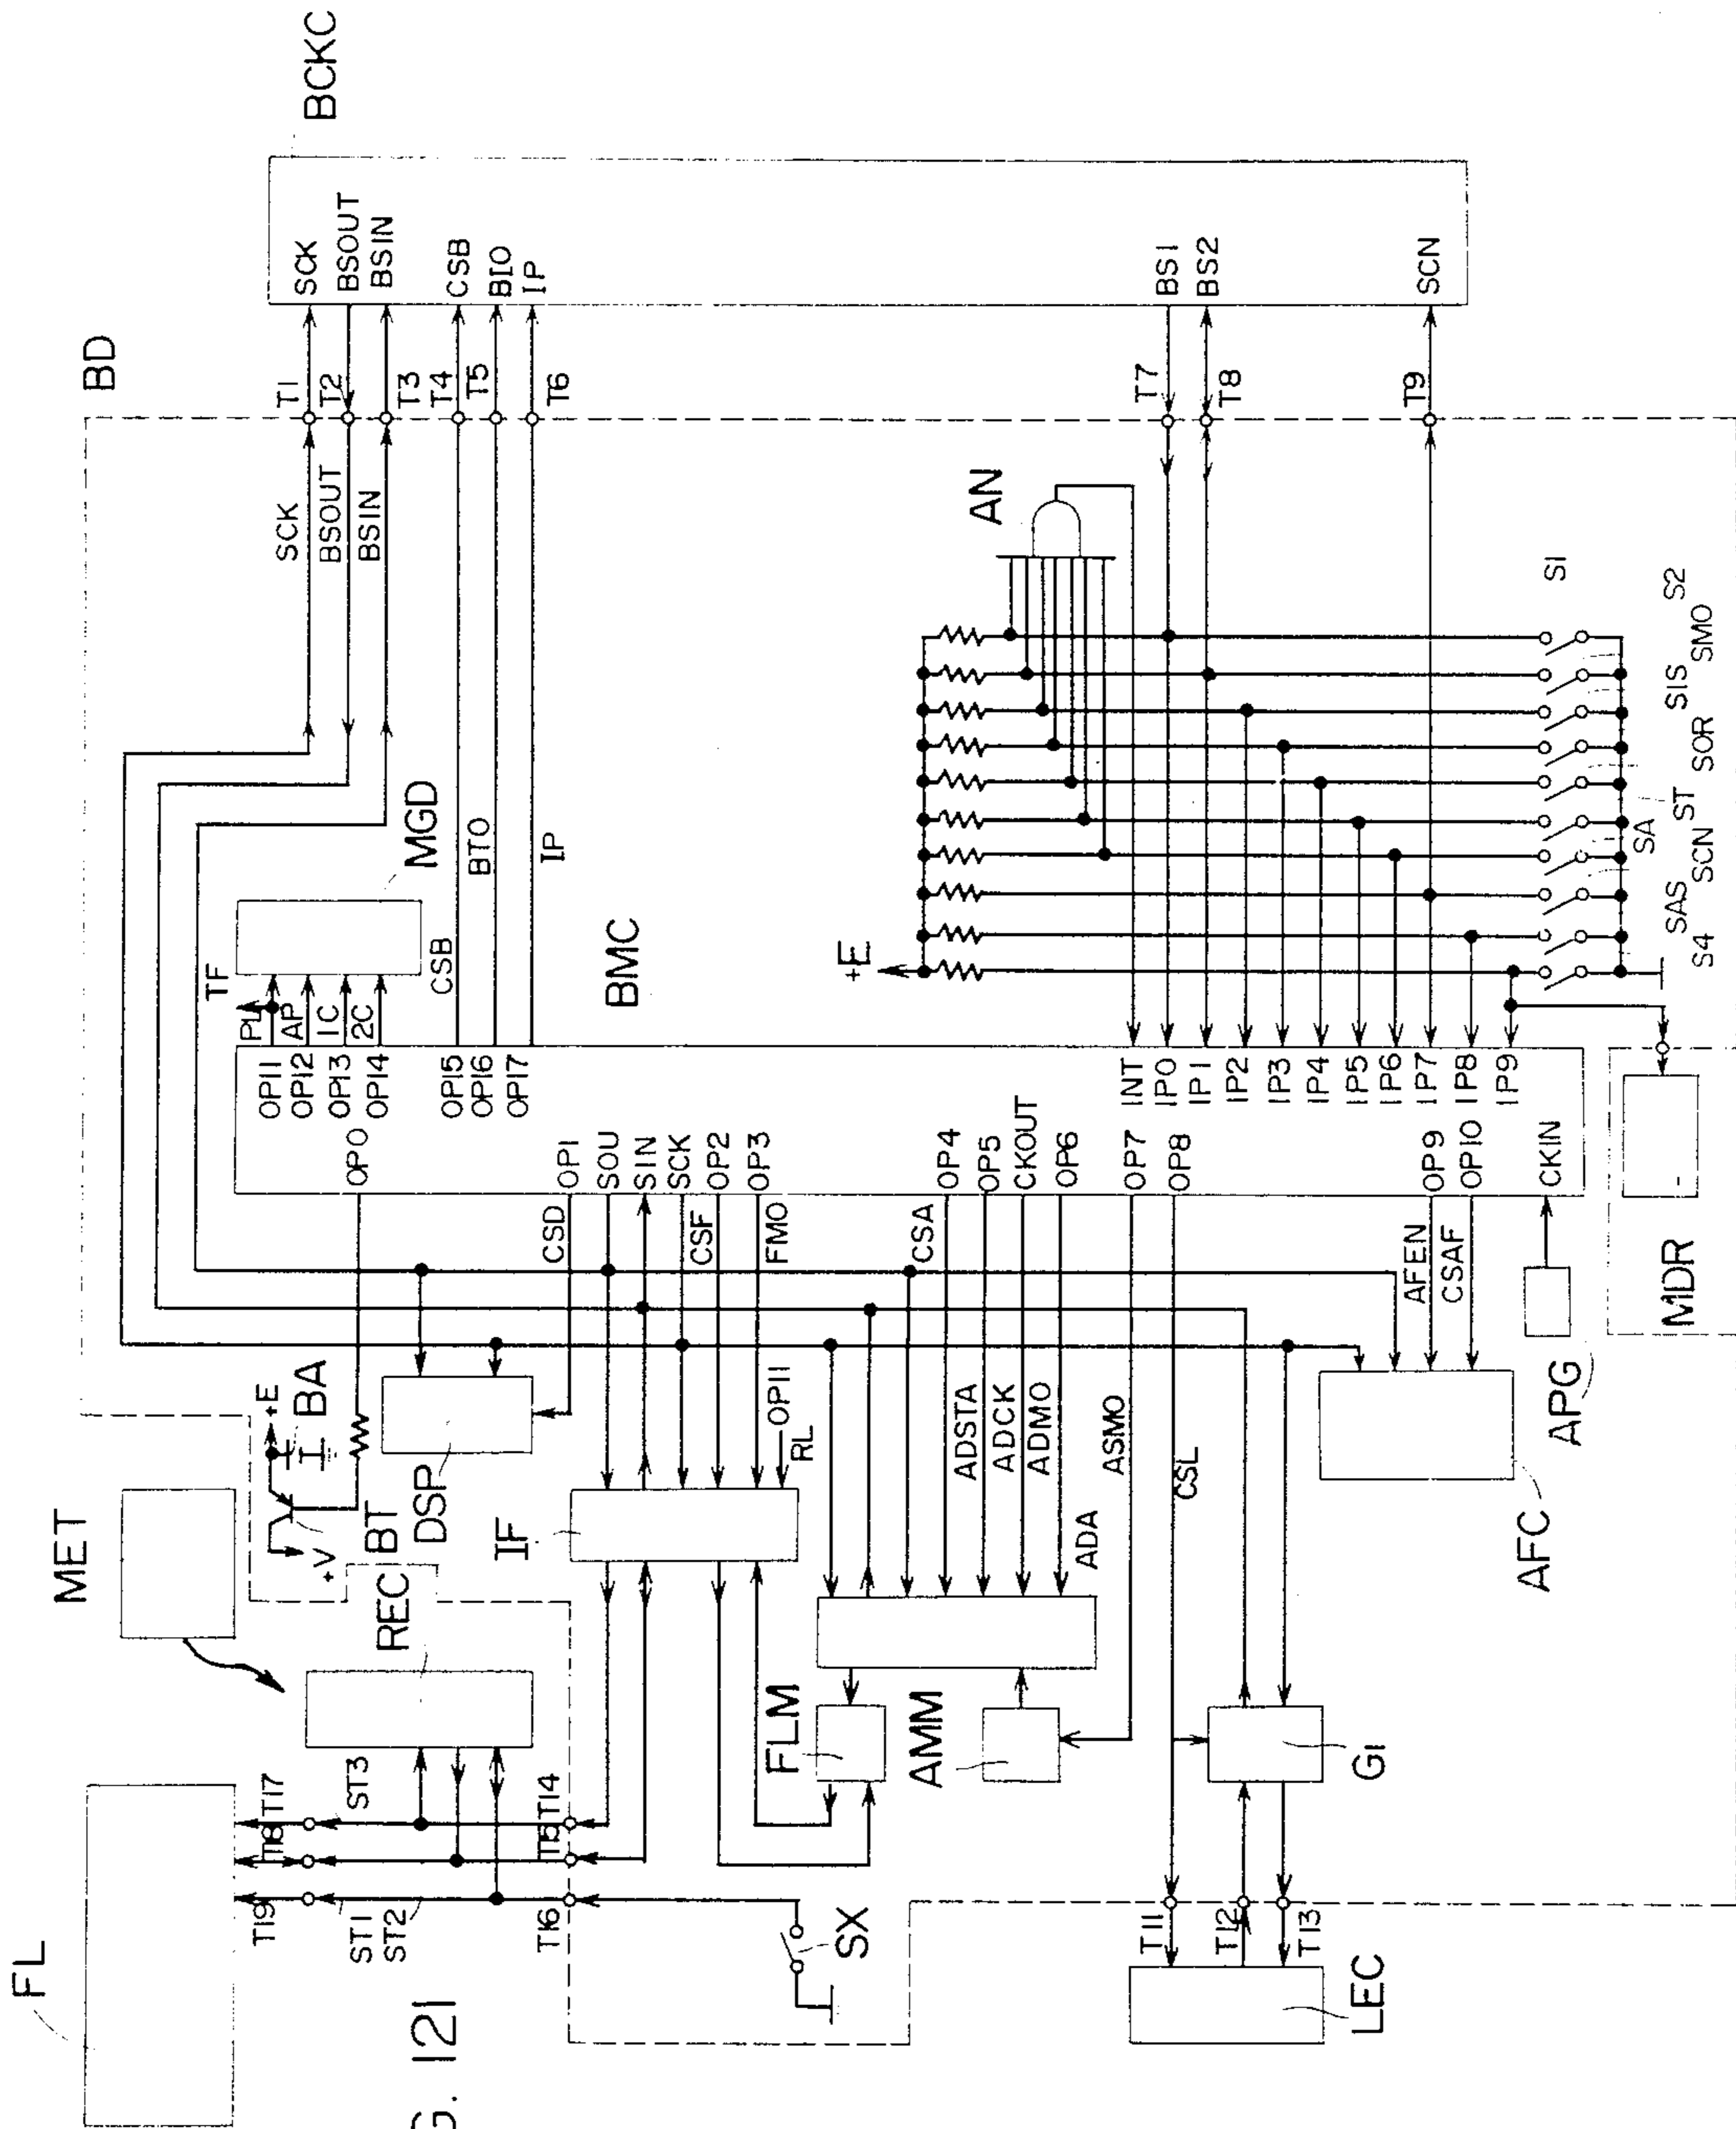 BCKC
SCK
BSOUT
BSIN
CSB
BIO
IP
BS1
BS2
SCN
BD
T1
T2
T3
T4
T5
T6
T7
T8
T9
SCK
BSOUT
BSIN
AN
S1
S2
SMO
SIS
SOR
ST
SA
SCN
SAS
S4
MGD
CSB
BTO
IP
BMC
+E
TF
PL
AP
1C
2C
OP11
OP12
OP13
OP14
OP15
OP16
OP17
INT
IP0
IP1
IP2
IP3
IP4
IP5
IP6
IP7
IP8
IP9
OP0
OP1
SOU
SIN
SCK
OP2
OP3
OP4
OP5
CKOUT
OP6
OP7
OP8
OP9
OP10
CKIN
CSD
CSF
FMO
CSA
ADSTA
ADCK
ADMO
ASMO
CSL
AFEN
CSAF
MDR
+E
BA
+V
BT
DSP
OP11
RL
IF
ADA
AFC
APG
MET
REC
FLM
AMM
G1
FL
T17
T18
T19
ST3
ST1
ST2
T14
T15
T16
SX
T11
T12
T13
LEC
G. 121